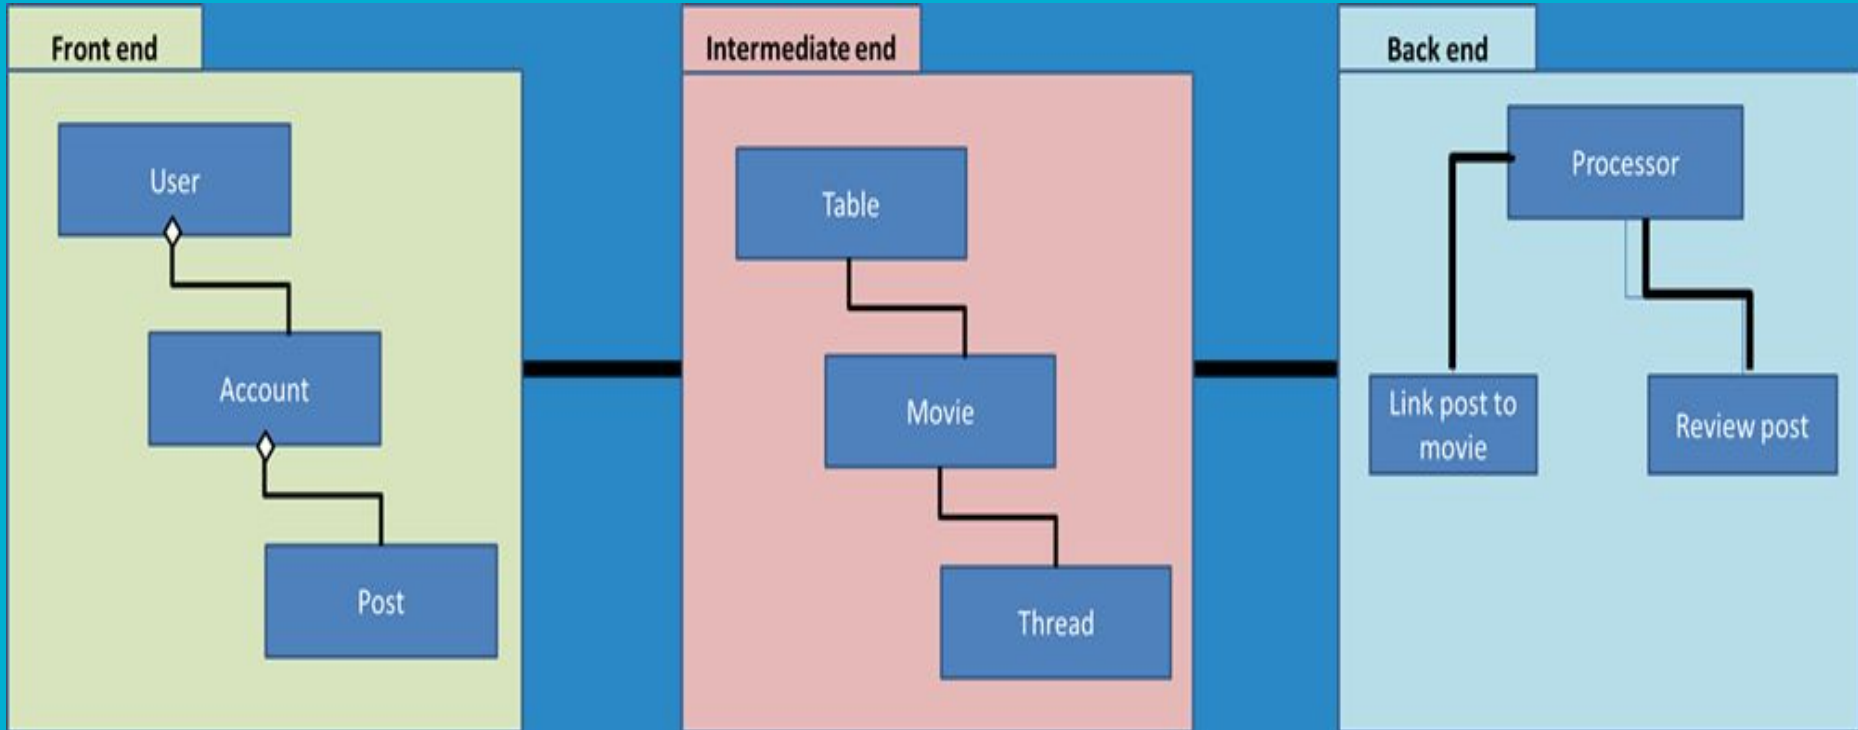 Front end
User
Account
Post
Intermediate end
Table
Movie
Thread
Back end
Processor
Link post to
movie
Review post